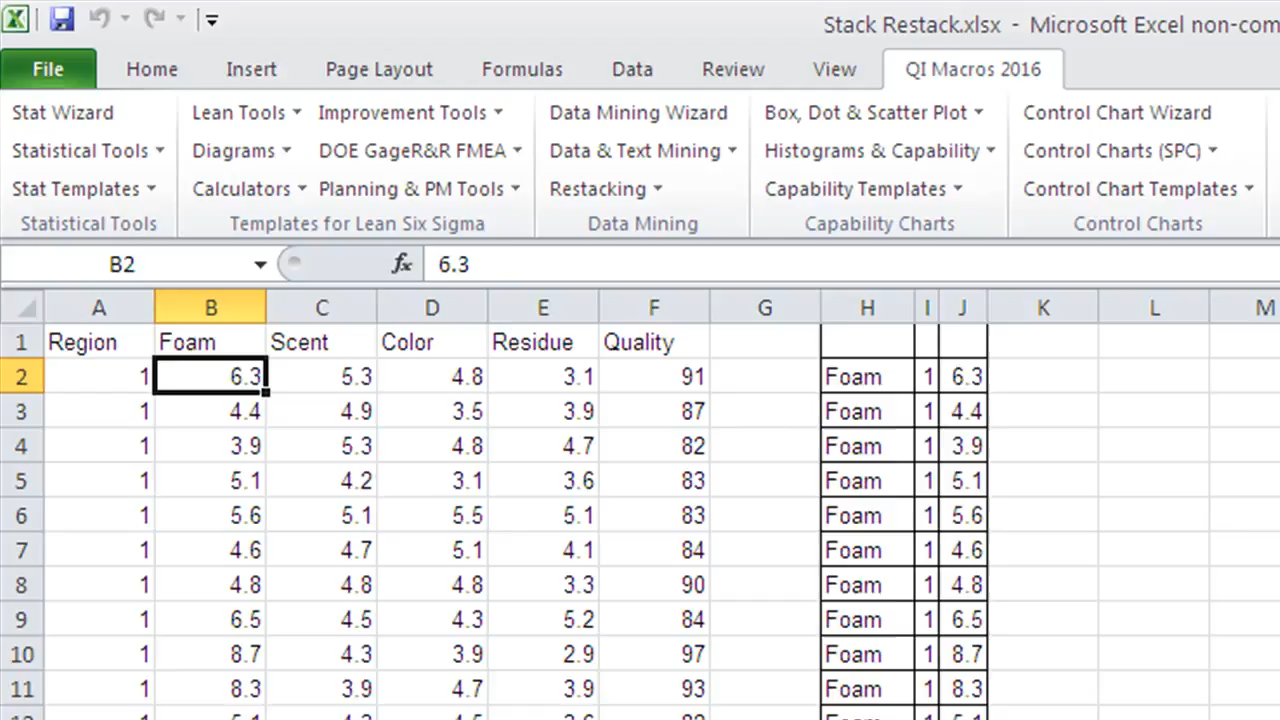 Stack Restack.xlsx - Microsoft Excel non-com
File Home Insert Page Layout Formulas Data Review View QI Macros 2016
Stat Wizard Lean Tools Improvement Tools Data Mining Wizard Box, Dot & Scatter Plot Control Chart Wizard
Statistical Tools Diagrams DOE GageR&R FMEA Data & Text Mining Histograms & Capability Control Charts (SPC)
Stat Templates Calculators Planning & PM Tools Restacking Capability Templates Control Chart Templates
Statistical Tools Templates for Lean Six Sigma Data Mining Capability Charts Control Charts
B2 fx 6.3
A B C D E F G H I J K L M
1 Region Foam Scent Color Residue Quality
2 1 6.3 5.3 4.8 3.1 91 Foam 1 6.3
3 1 4.4 4.9 3.5 3.9 87 Foam 1 4.4
4 1 3.9 5.3 4.8 4.7 82 Foam 1 3.9
5 1 5.1 4.2 3.1 3.6 83 Foam 1 5.1
6 1 5.6 5.1 5.5 5.1 83 Foam 1 5.6
7 1 4.6 4.7 5.1 4.1 84 Foam 1 4.6
8 1 4.8 4.8 4.8 3.3 90 Foam 1 4.8
9 1 6.5 4.5 4.3 5.2 84 Foam 1 6.5
10 1 8.7 4.3 3.9 2.9 97 Foam 1 8.7
11 1 8.3 3.9 4.7 3.9 93 Foam 1 8.3